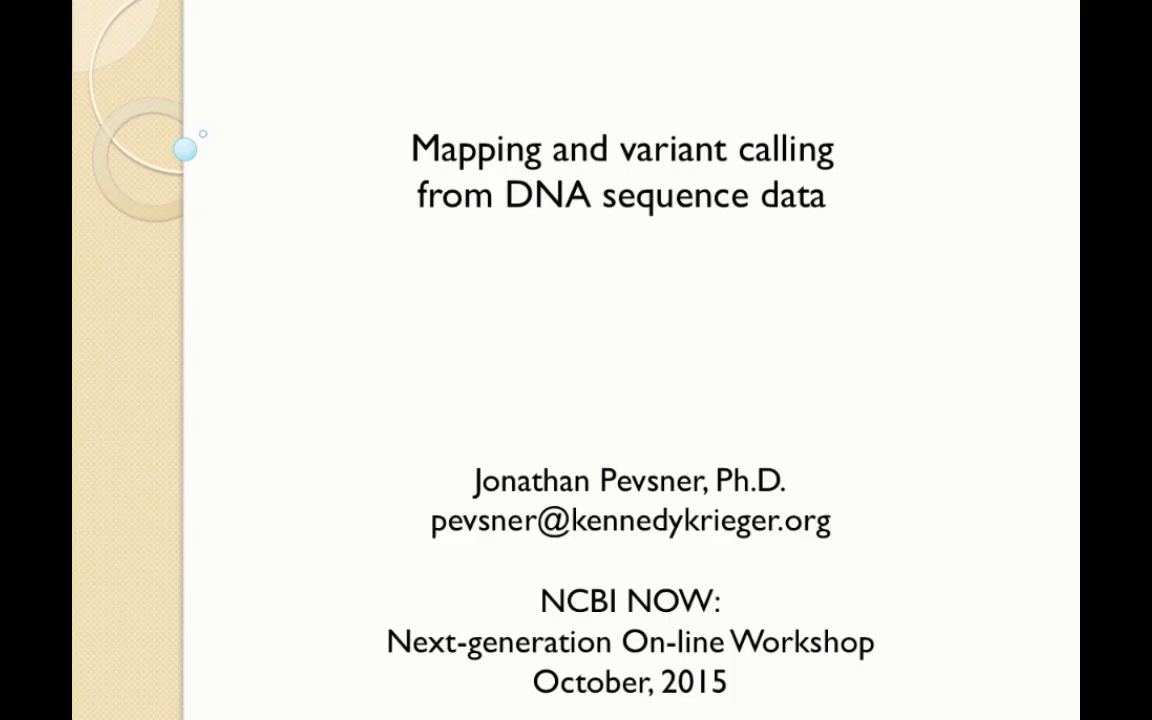 Mapping and variant calling
from DNA sequence data
Jonathan Pevsner, Ph.D.
pevsner@kennedykrieger.org
NCBI NOW:
Next-generation On-line Workshop
October, 2015